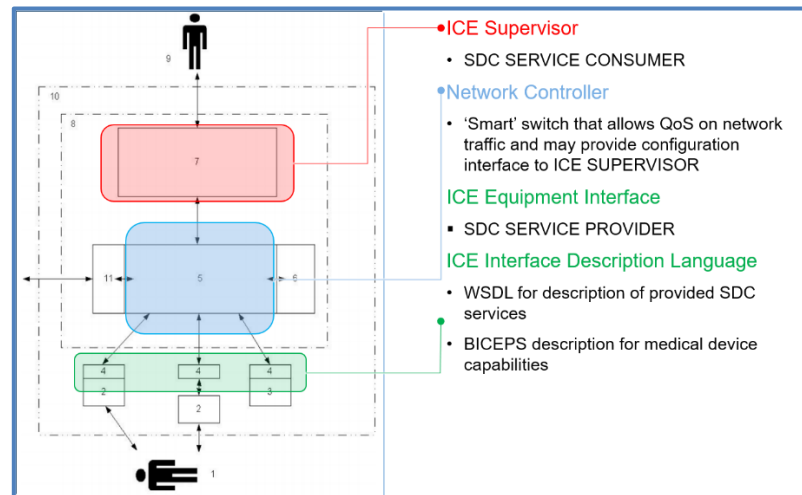 9
10
8
7
11
5
6
4
4
4
2
3
2
1
ICE Supervisor
• SDC SERVICE CONSUMER
Network Controller
• ‘Smart’ switch that allows QoS on network
traffic and may provide configuration
interface to ICE SUPERVISOR
ICE Equipment Interface
▪ SDC SERVICE PROVIDER
ICE Interface Description Language
• WSDL for description of provided SDC
services
• BICEPS description for medical device
capabilities